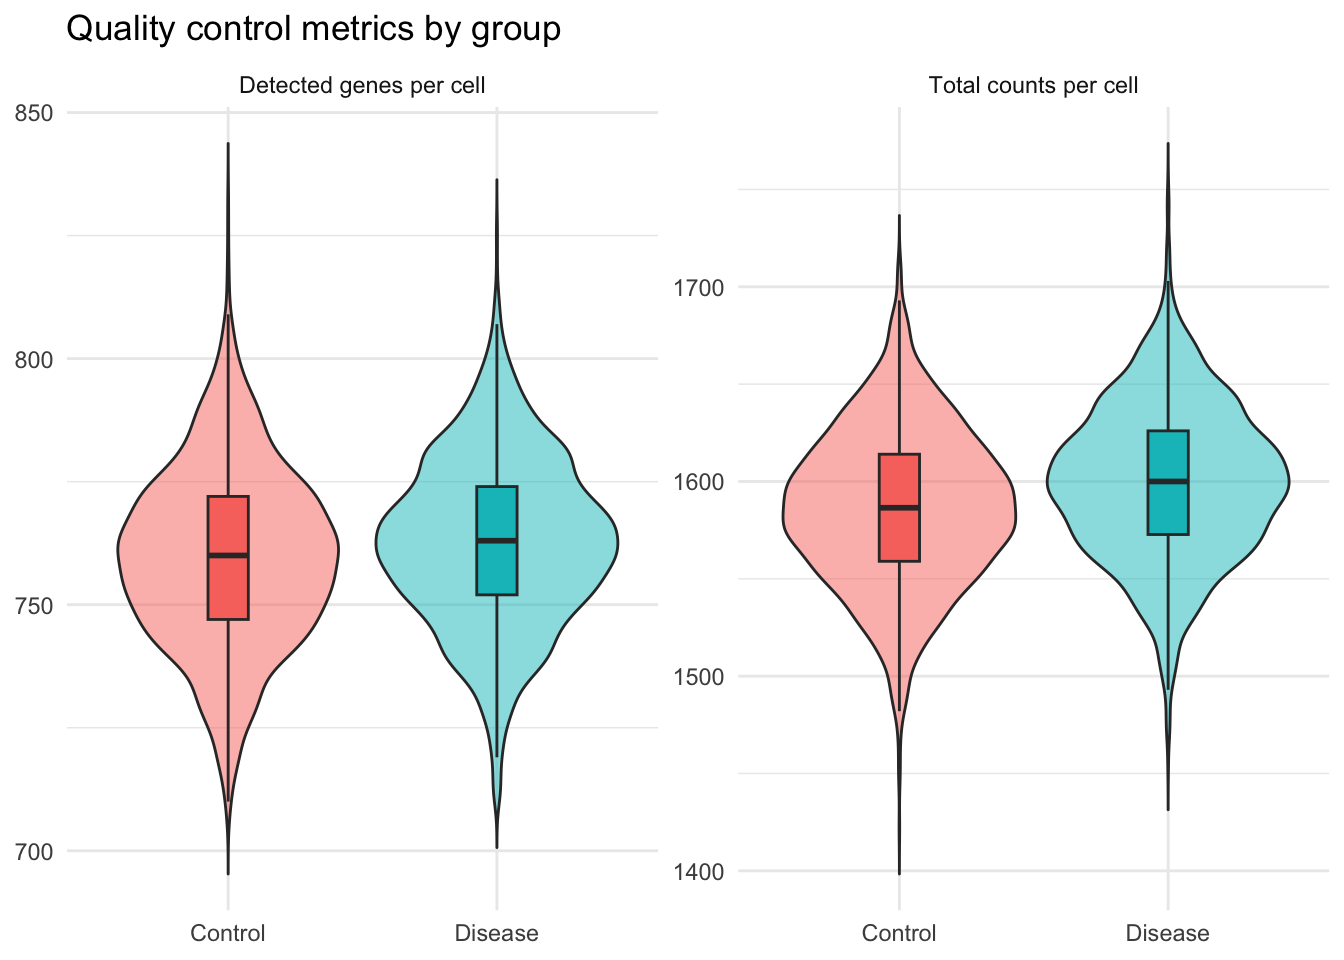 Quality control metrics by group
Detected genes per cell
Total counts per cell
850
800
750
700
1700
1600
1500
1400
Control
Disease
Control
Disease